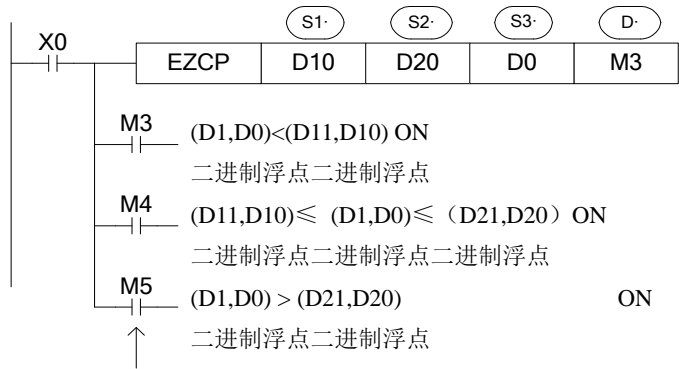 S1· S2· S3· D·
X0
EZCP D10 D20 D0 M3
M3 (D1,D0)<(D11,D10) ON
二进制浮点二进制浮点
M4 (D11,D10)≤ (D1,D0)≤（D21,D20）ON
二进制浮点二进制浮点二进制浮点
M5 (D1,D0) > (D21,D20) ON
二进制浮点二进制浮点